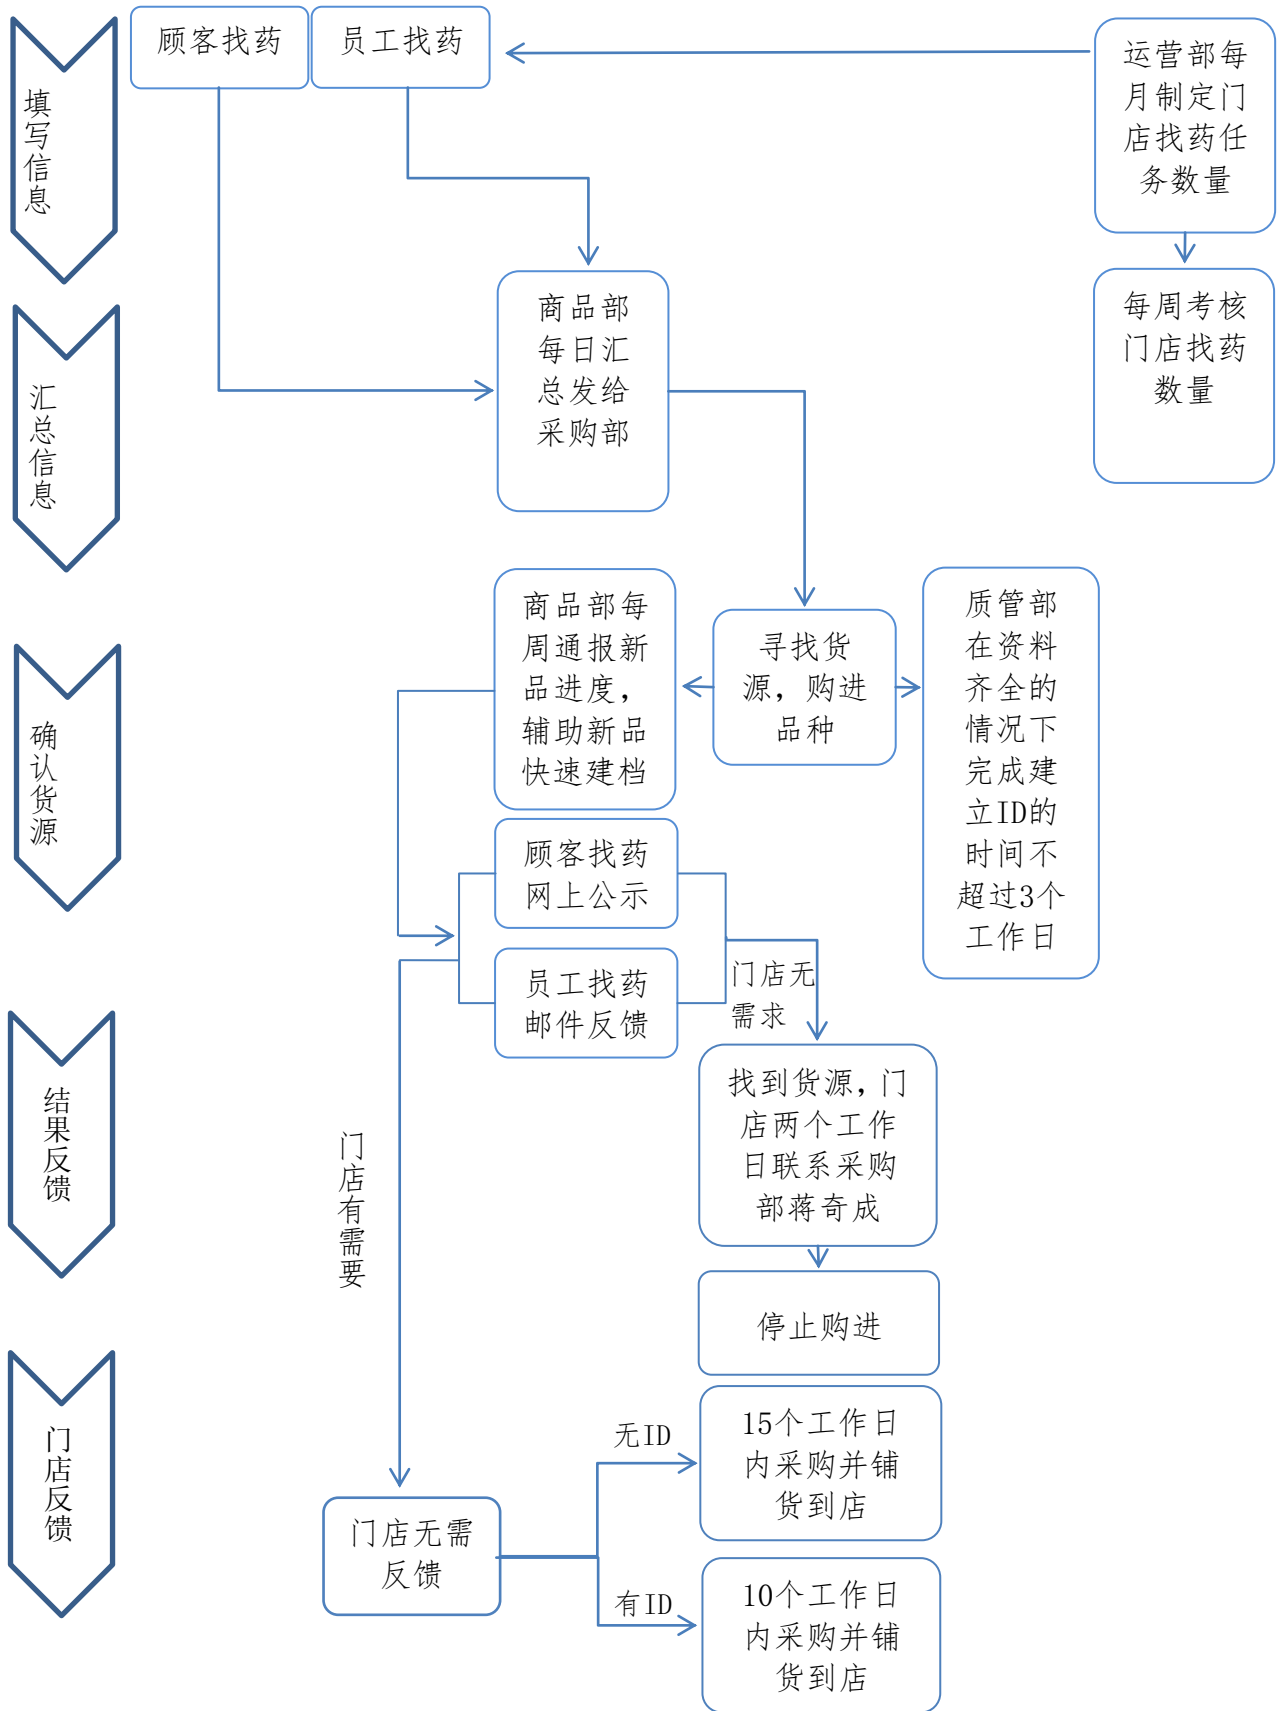 填写信息
顾客找药
员工找药
运营部每
月制定门
店找药任
务数量
汇总信息
商品部
每日汇
总发给
采购部
每周考核
门店找药
数量
确认货源
商品部每
周通报新
品进度，
辅助新品
快速建档
寻找货
源，购进
品种
质管部
在资料
齐全的
情况下
完成建
立ID的
时间不
超过3个
工作日
顾客找药
网上公示
员工找药
邮件反馈
门店无
需求
结果反馈
找到货源，门
店两个工作
日联系采购
部蒋奇成
门店有需要
停止购进
门店反馈
门店无需
反馈
无ID
15个工作日
内采购并铺
货到店
有ID
10个工作日
内采购并铺
货到店